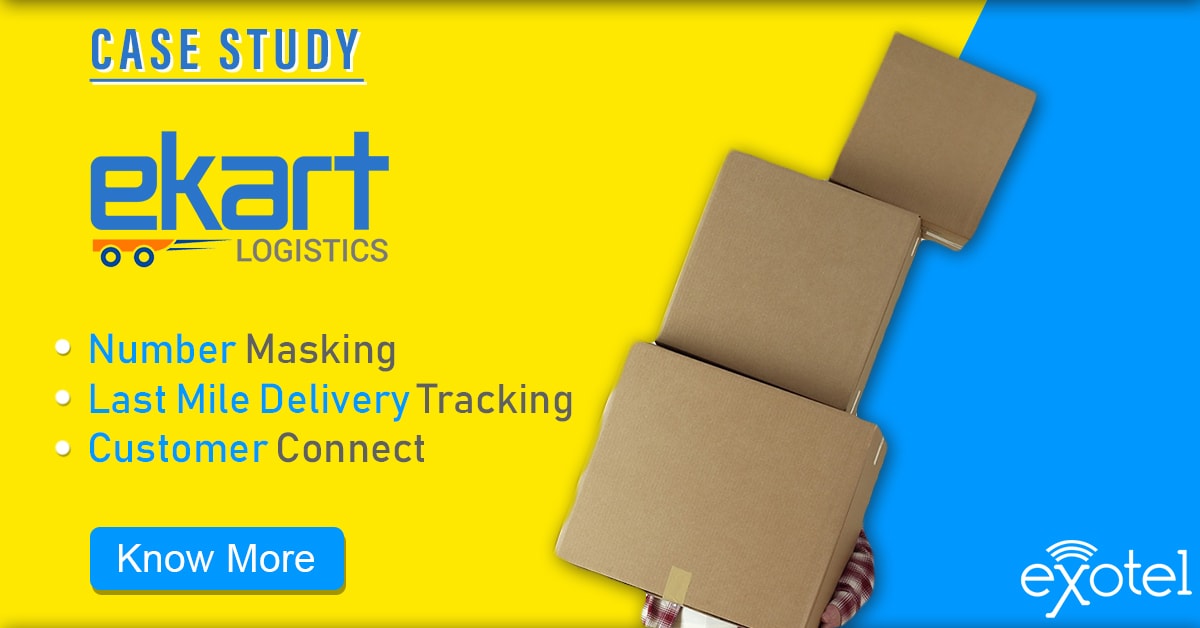 CASE STUDY
ekart
LOGISTICS
Number Masking
Last Mile Delivery Tracking
Customer Connect
Know More
exotel